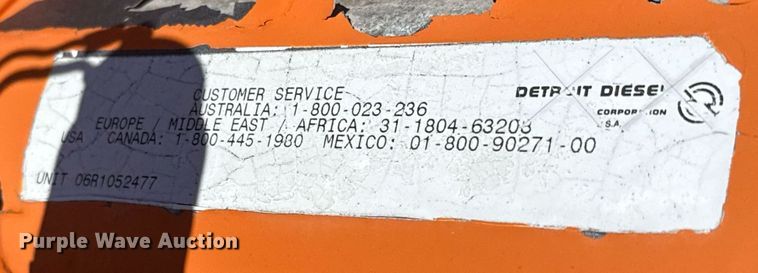 CUSTOMER SERVICE
AUSTRALIA: 1-800-023-236
EUROPE / MIDDLE EAST / AFRICA: 31-1804-63203
USA CANADA: 1-800-445-1980 MEXICO: 01-800-90271-00
UNIT 06R1052477
DETROIT DIESEL
CORPORATION
U.S.A.
Purple Wave Auction